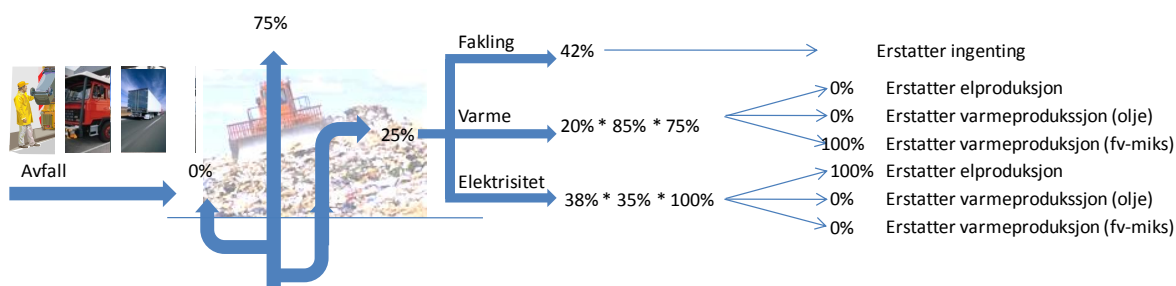 75%
Fakling
42%
Erstatter ingenting
0%
Erstatter elproduksjon
Varme
25%
20% * 85% * 75%
0%
Erstatter varmeprodukssjon (olje)
100%
Erstatter varmeproduksjon (fv-miks)
Avfall
0%
Elektrisitet
38% * 35% * 100%
100%
Erstatter elproduksjon
0%
Erstatter varmeprodukssjon (olje)
0%
Erstatter varmeproduksjon (fv-miks)